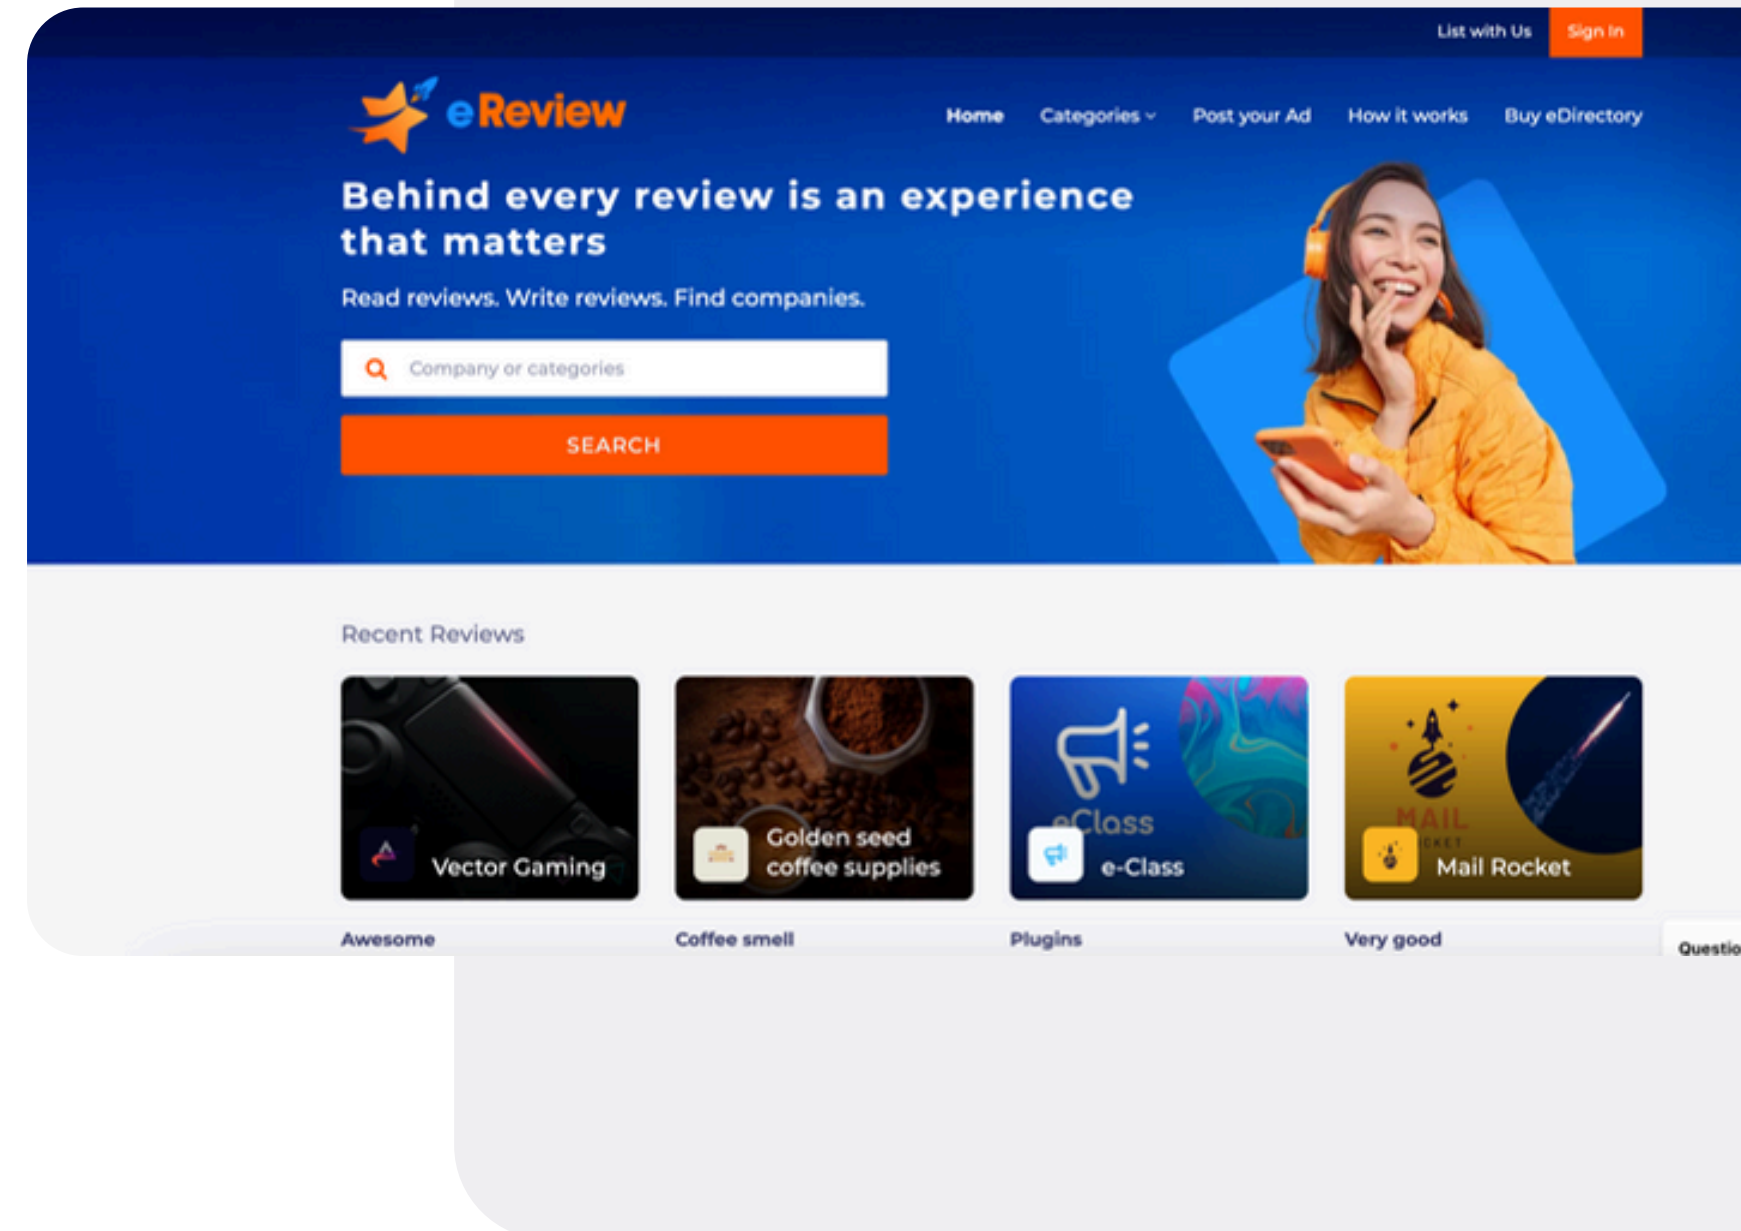 List with Us Sign In
e Review
Home Categories Post your Ad How it works Buy eDirectory
Behind every review is an experience
that matters
Read reviews. Write reviews. Find companies.
Company or categories
SEARCH
Recent Reviews
Vector Gaming
Golden seed
coffee supplies
eClass
e-Class
MAIL
Mail Rocket
Awesome
Coffee smell
Plugins
Very good